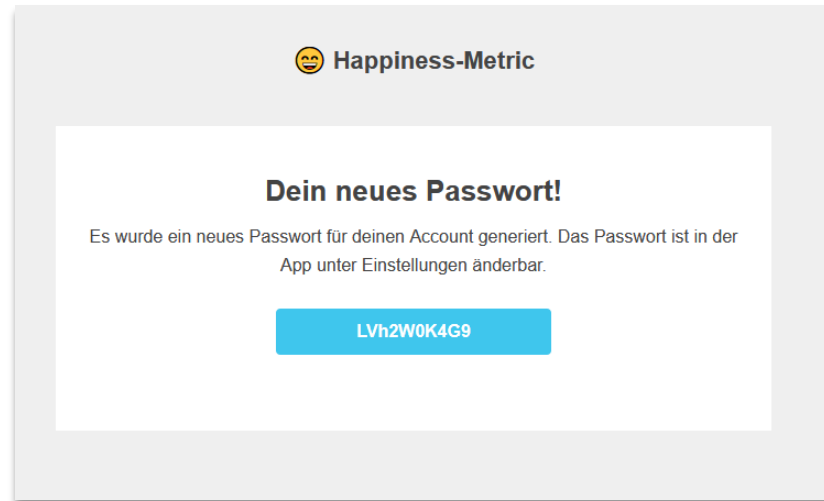 😄 Happiness-Metric
Dein neues Passwort!
Es wurde ein neues Passwort für deinen Account generiert. Das Passwort ist in der
App unter Einstellungen änderbar.
LVh2W0K4G9